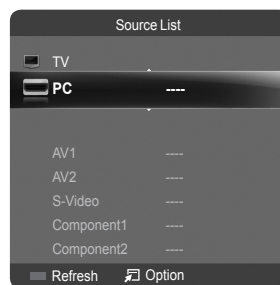 Source List
TV
PC ----
AV1 ----
AV2 ----
S-Video ----
Component1 ----
Component2 ----
Refresh Option